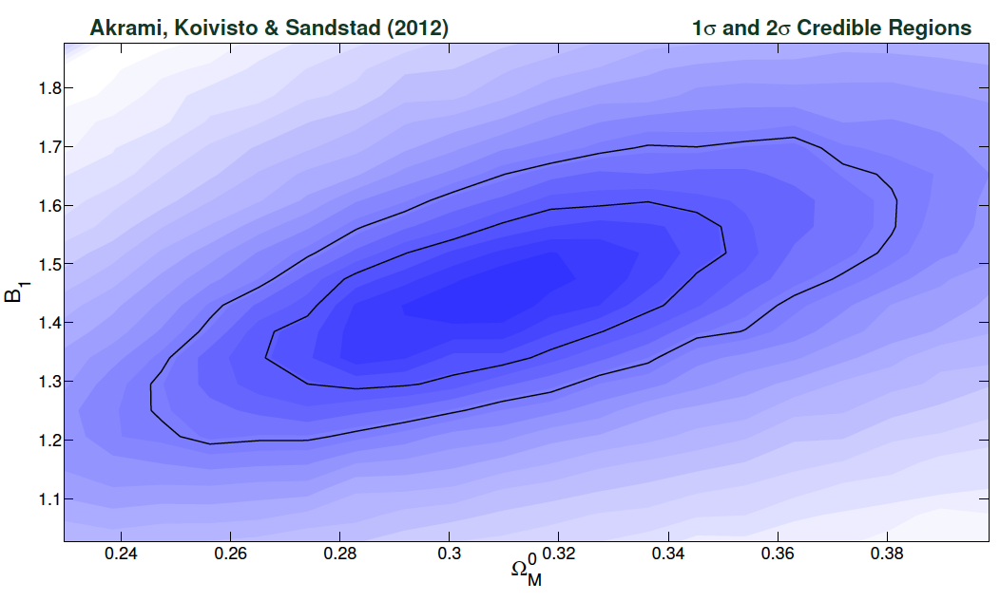 Akrami, Koivisto & Sandstad (2012)
1σ and 2σ Credible Regions
1.8
1.7
1.6
1.5
1.4
1.3
1.2
1.1
B₁
0.24 0.26 0.28 0.3 0.32 0.34 0.36 0.38
Ω⁰_M